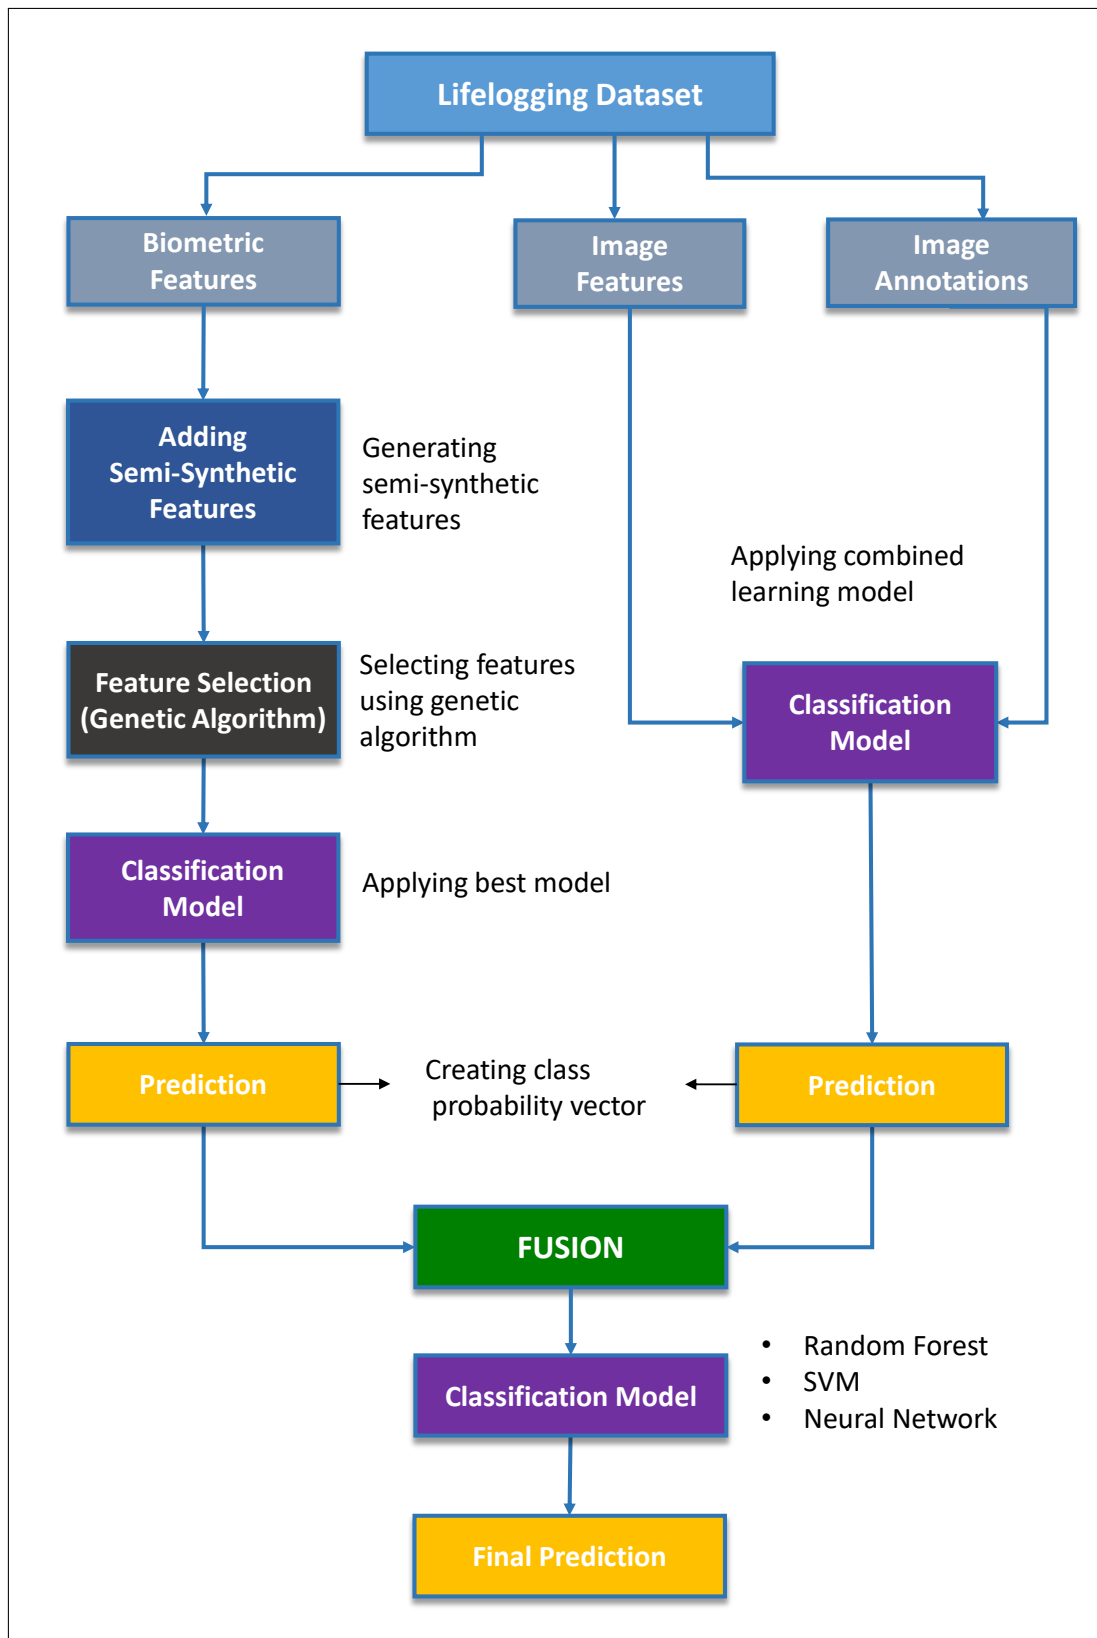 Lifelogging Dataset
Biometric
Features
Image
Features
Image
Annotations
Adding
Semi-Synthetic
Features
Generating
semi-synthetic
features
Applying combined
learning model
Feature Selection
(Genetic Algorithm)
Selecting features
using genetic
algorithm
Classification
Model
Classification
Model
Applying best model
Prediction
Creating class
probability vector
Prediction
FUSION
Classification Model
• Random Forest
• SVM
• Neural Network
Final Prediction